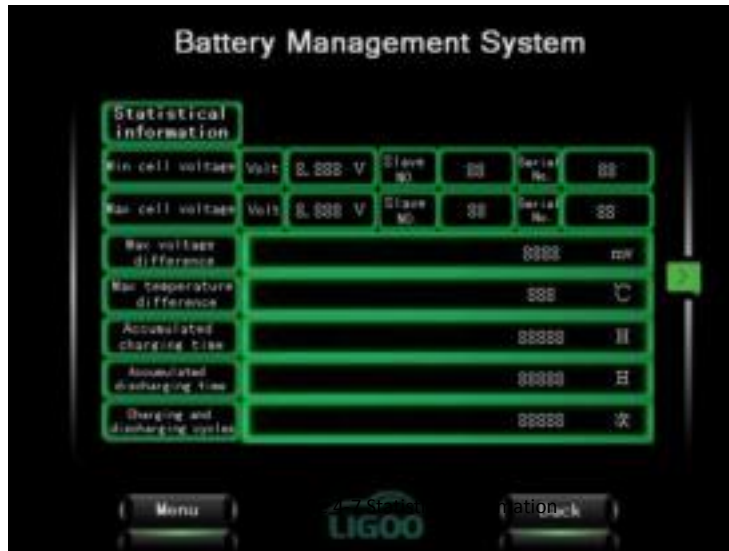 Battery Management System
Statistical
information
Min cell voltage Volt 8.888 V Slave NO 88 Serial No. 88
Max cell voltage Volt 8.888 V Slave NO 88 Serial No. 88
Max voltage
difference 8888 mV
Max temperature
difference 888 ℃
Accumulated
charging time 88888 H
Accumulated
discharging time 88888 H
Charging and
discharging cycles 88888 次
Menu
Back
LIGOO